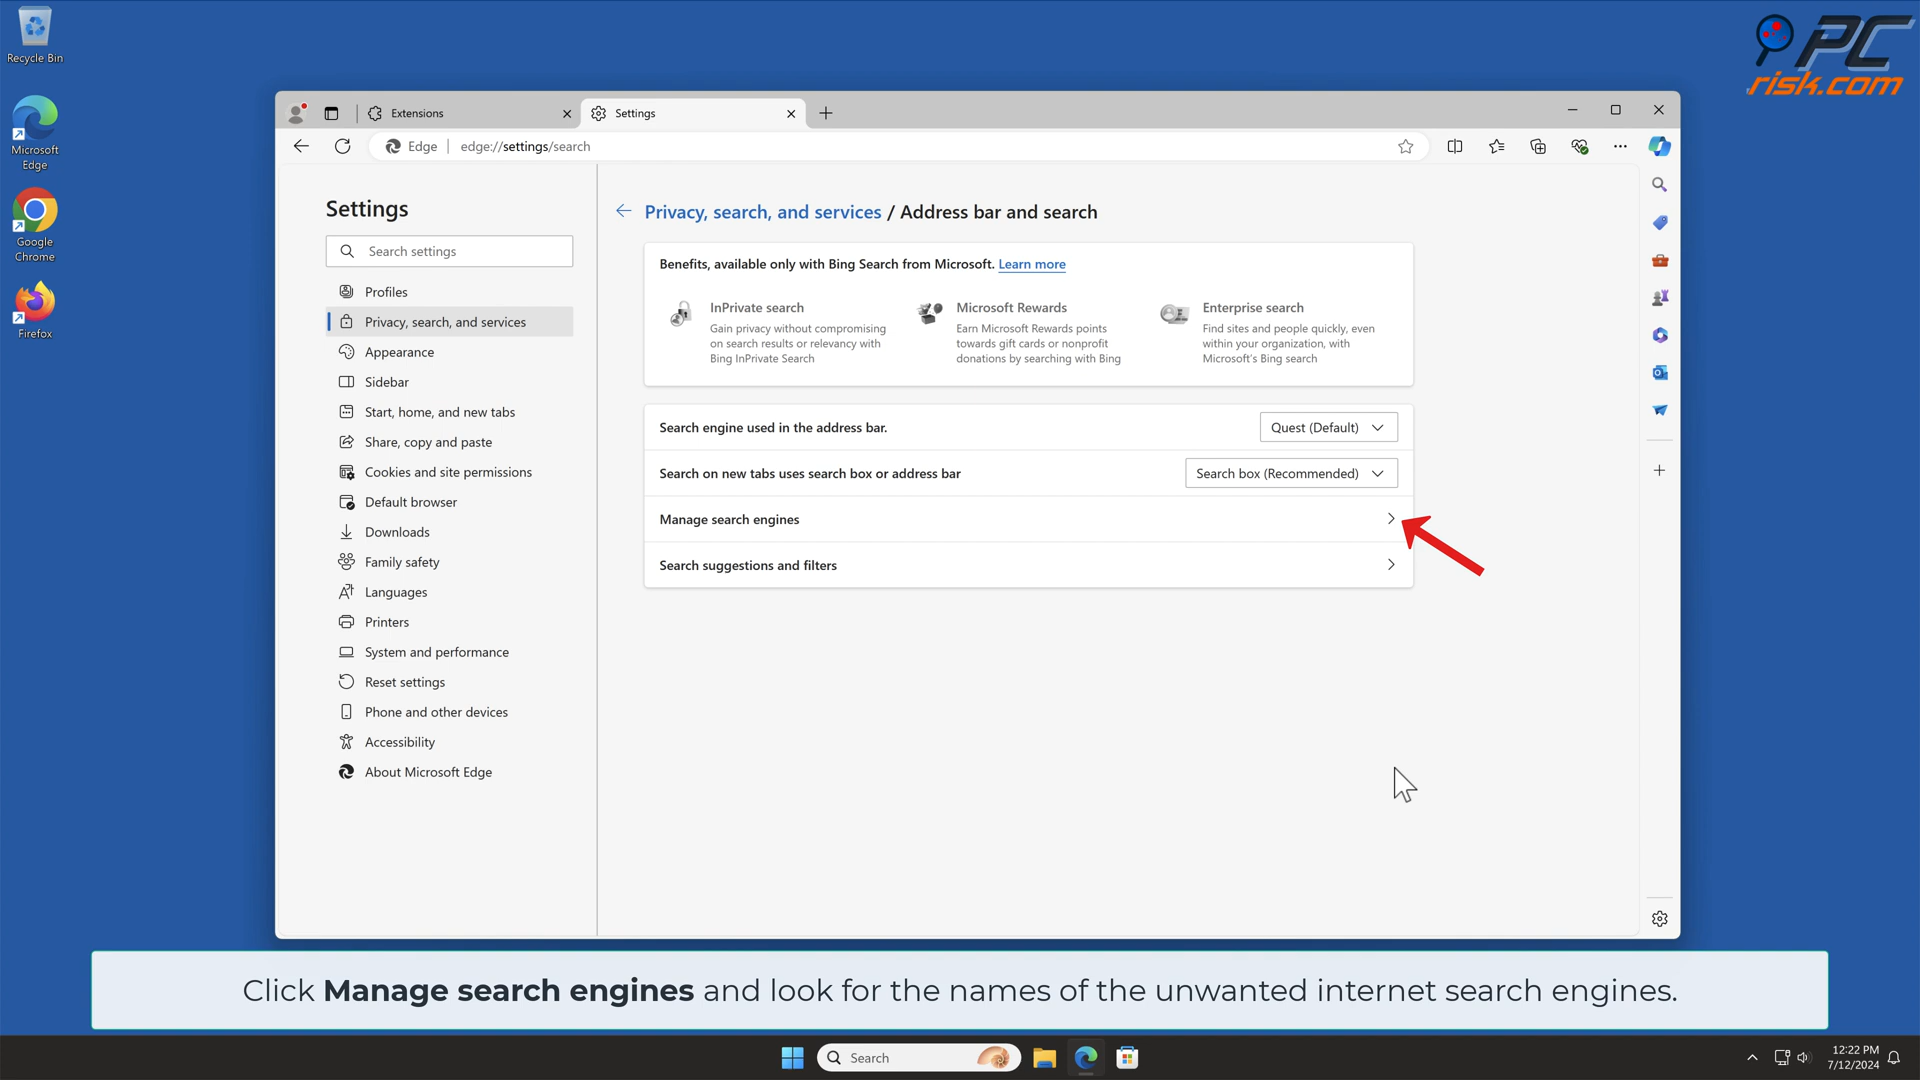 Recycle Bin
Microsoft
Edge
Google
Chrome
Firefox
PC
risk.com
Extensions
Settings
Edge
edge://settings/search
Settings
Search settings
Profiles
Privacy, search, and services
Appearance
Sidebar
Start, home, and new tabs
Share, copy and paste
Cookies and site permissions
Default browser
Downloads
Family safety
Languages
Printers
System and performance
Reset settings
Phone and other devices
Accessibility
About Microsoft Edge
Privacy, search, and services / Address bar and search
Benefits, available only with Bing Search from Microsoft. Learn more
InPrivate search
Gain privacy without compromising
on search results or relevancy with
Bing InPrivate Search
Microsoft Rewards
Earn Microsoft Rewards points
towards gift cards or nonprofit
donations by searching with Bing
Enterprise search
Find sites and people quickly, even
within your organization, with
Microsoft's Bing search
Search engine used in the address bar.
Quest (Default)
Search on new tabs uses search box or address bar
Search box (Recommended)
Manage search engines
Search suggestions and filters
Click Manage search engines and look for the names of the unwanted internet search engines.
Search
12:22 PM
7/12/2024